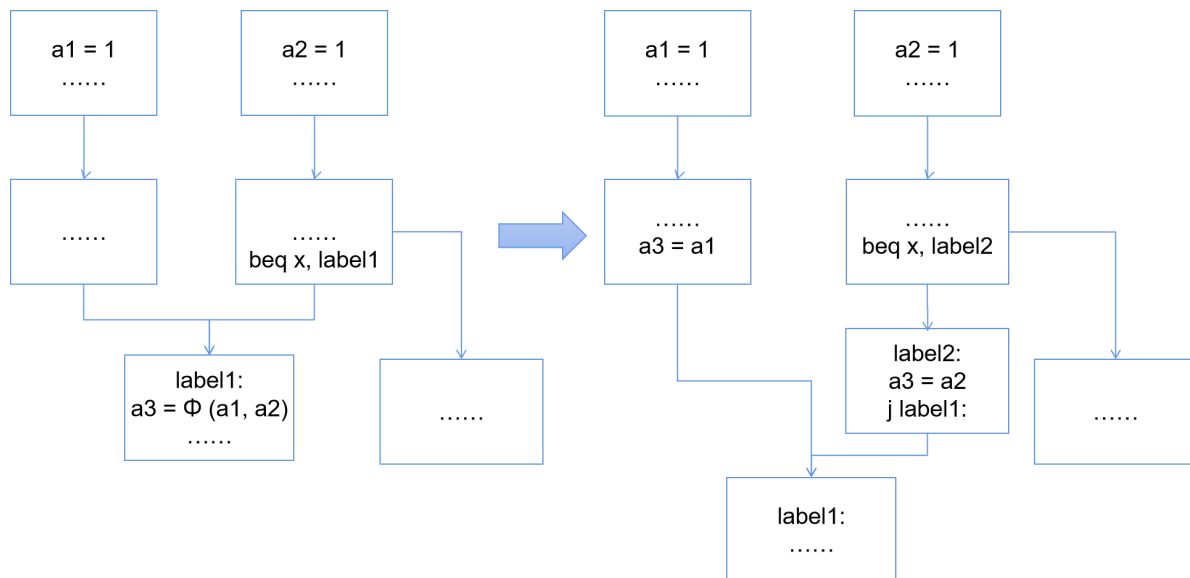 a1 = 1
……
a2 = 1
……
……
……
beq x, label1
label1:
a3 = Φ (a1, a2)
……
……
a1 = 1
……
a2 = 1
……
……
a3 = a1
……
beq x, label2
label2:
a3 = a2
j label1:
……
label1:
……